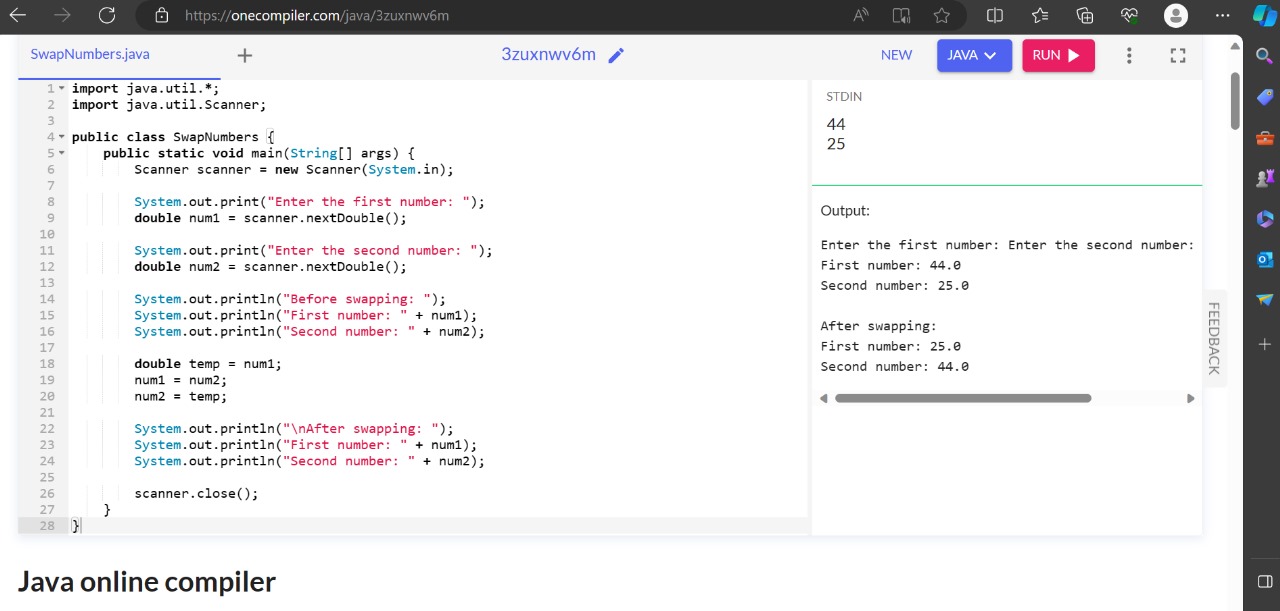 https://onecompiler.com/java/3zuxnwv6m
SwapNumbers.java
3zuxnwv6m
NEW
JAVA
RUN
1 import java.util.*;
2 import java.util.Scanner;
3
4 public class SwapNumbers {
5     public static void main(String[] args) {
6         Scanner scanner = new Scanner(System.in);
7
8         System.out.print("Enter the first number: ");
9         double num1 = scanner.nextDouble();
10
11         System.out.print("Enter the second number: ");
12         double num2 = scanner.nextDouble();
13
14         System.out.println("Before swapping: ");
15         System.out.println("First number: " + num1);
16         System.out.println("Second number: " + num2);
17
18         double temp = num1;
19         num1 = num2;
20         num2 = temp;
21
22         System.out.println("\nAfter swapping: ");
23         System.out.println("First number: " + num1);
24         System.out.println("Second number: " + num2);
25
26         scanner.close();
27     }
28 }
STDIN
44
25
Output:
Enter the first number: Enter the second number:
First number: 44.0
Second number: 25.0
After swapping:
First number: 25.0
Second number: 44.0
FEEDBACK
Java online compiler